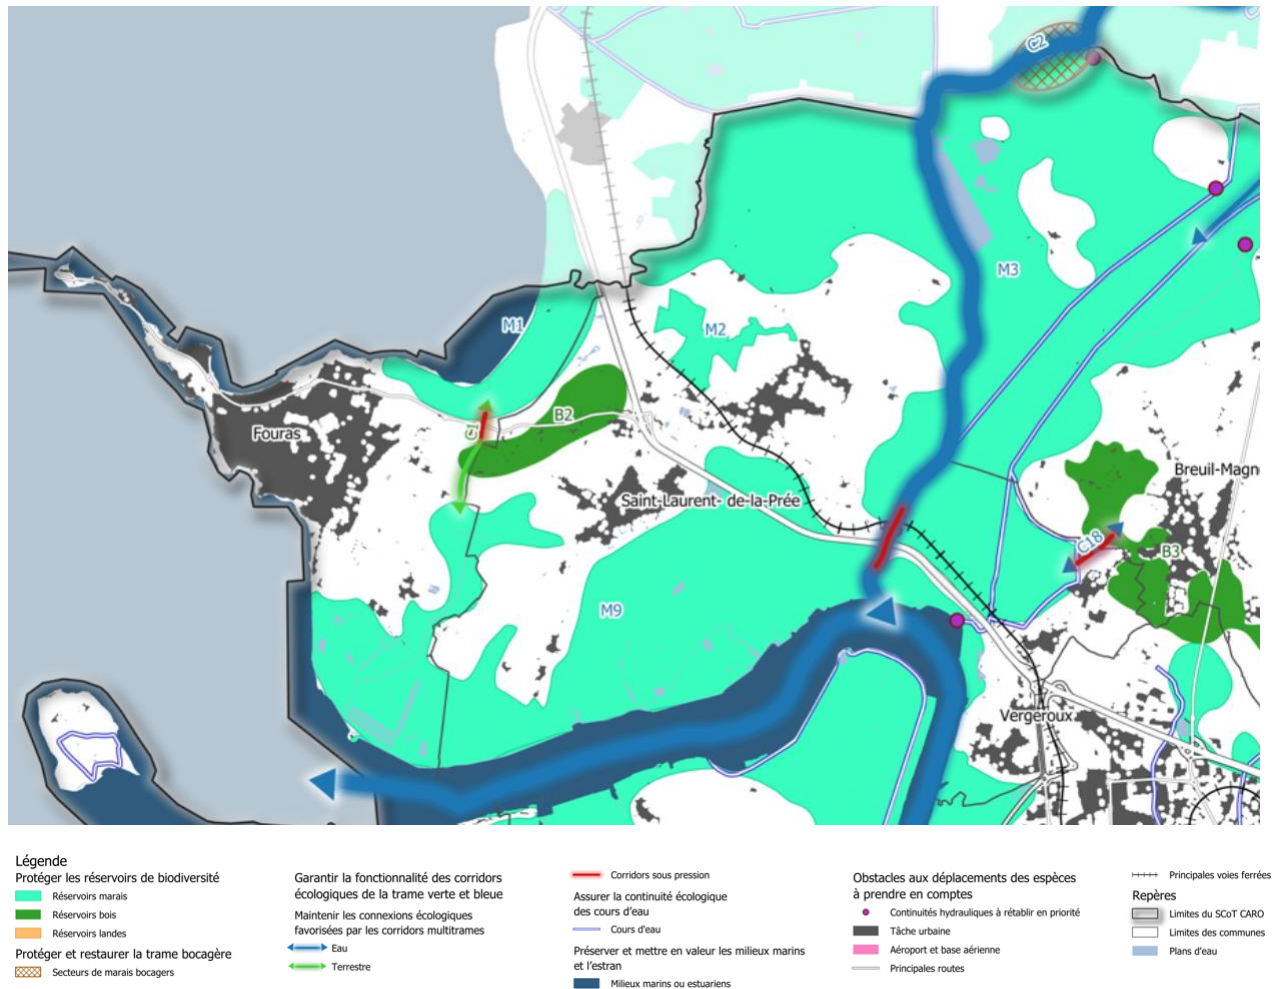 C2
M3
M1
M2
C1
B2
Fouras
Breuil-Magn
Saint-Laurent- de-la-Prée
C18
B3
M9
Vergeroux
Légende
Protéger les réservoirs de biodiversité
Réservoirs marais
Réservoirs bois
Réservoirs landes
Protéger et restaurer la trame bocagère
Secteurs de marais bocagers
Garantir la fonctionnalité des corridors
écologiques de la trame verte et bleue
Maintenir les connexions écologiques
favorisées par les corridors multitrames
Eau
Terrestre
Corridors sous pression
Assurer la continuité écologique
des cours d'eau
Cours d'eau
Préserver et mettre en valeur les milieux marins
et l'estran
Milieux marins ou estuariens
Obstacles aux déplacements des espèces
à prendre en comptes
Continuités hydrauliques à rétablir en priorité
Tâche urbaine
Aéroport et base aérienne
Principales routes
Principales voies ferrées
Repères
Limites du SCoT CARO
Limites des communes
Plans d'eau